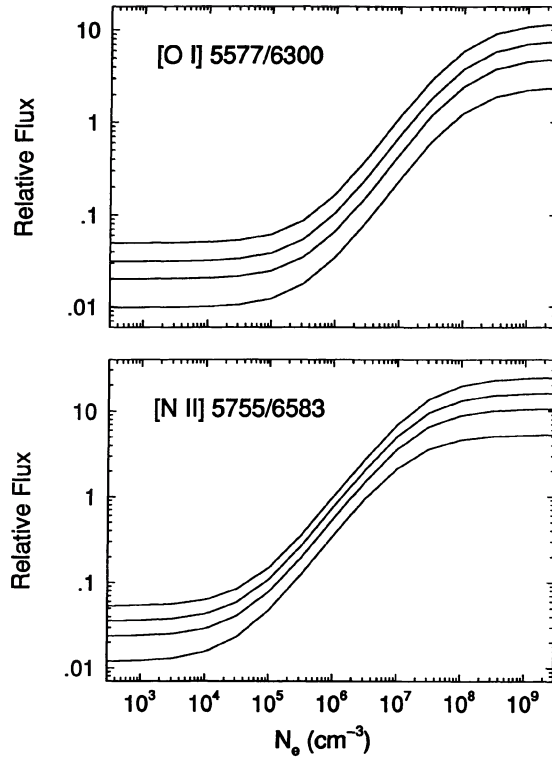 [O I] 5577/6300
Relative Flux
10
1
.1
.01
[N II] 5755/6583
Relative Flux
10
1
.1
.01
10³ 10⁴ 10⁵ 10⁶ 10⁷ 10⁸ 10⁹
Nₑ (cm⁻³)